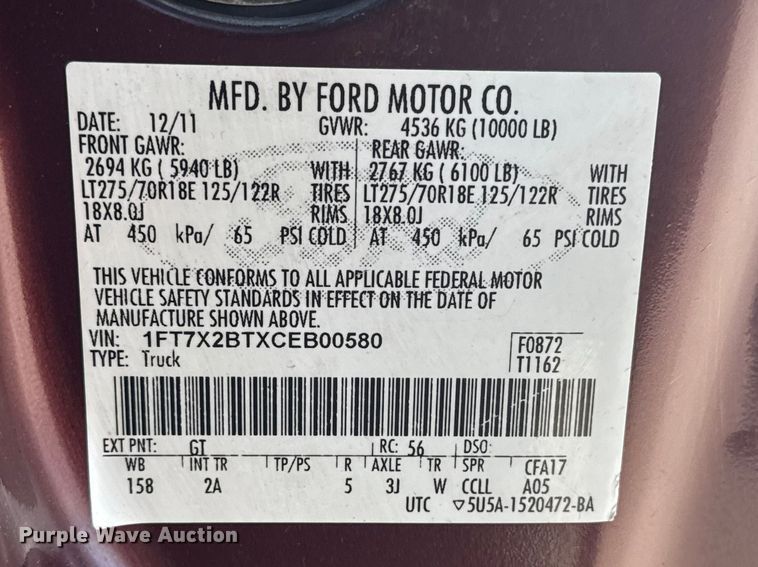 MFD. BY FORD MOTOR CO.
DATE: 12/11 GVWR: 4536 KG (10000 LB)
FRONT GAWR: REAR GAWR:
2694 KG ( 5940 LB) WITH 2767 KG ( 6100 LB) WITH
LT275/70R18E 125/122R TIRES LT275/70R18E 125/122R TIRES
18X8.0J RIMS 18X8.0J RIMS
AT 450 kPa/ 65 PSI COLD AT 450 kPa/ 65 PSI COLD
THIS VEHICLE CONFORMS TO ALL APPLICABLE FEDERAL MOTOR
VEHICLE SAFETY STANDARDS IN EFFECT ON THE DATE OF
MANUFACTURE SHOWN ABOVE.
VIN: 1FT7X2BTXCEB00580 F0872
TYPE: Truck T1162
EXT PNT: GT RC: 56 DSO:
WB INT TR TP/PS R AXLE TR SPR CFA17
158 2A 5 3J W CCLL A05
UTC ▽5U5A-1520472-BA
Purple Wave Auction